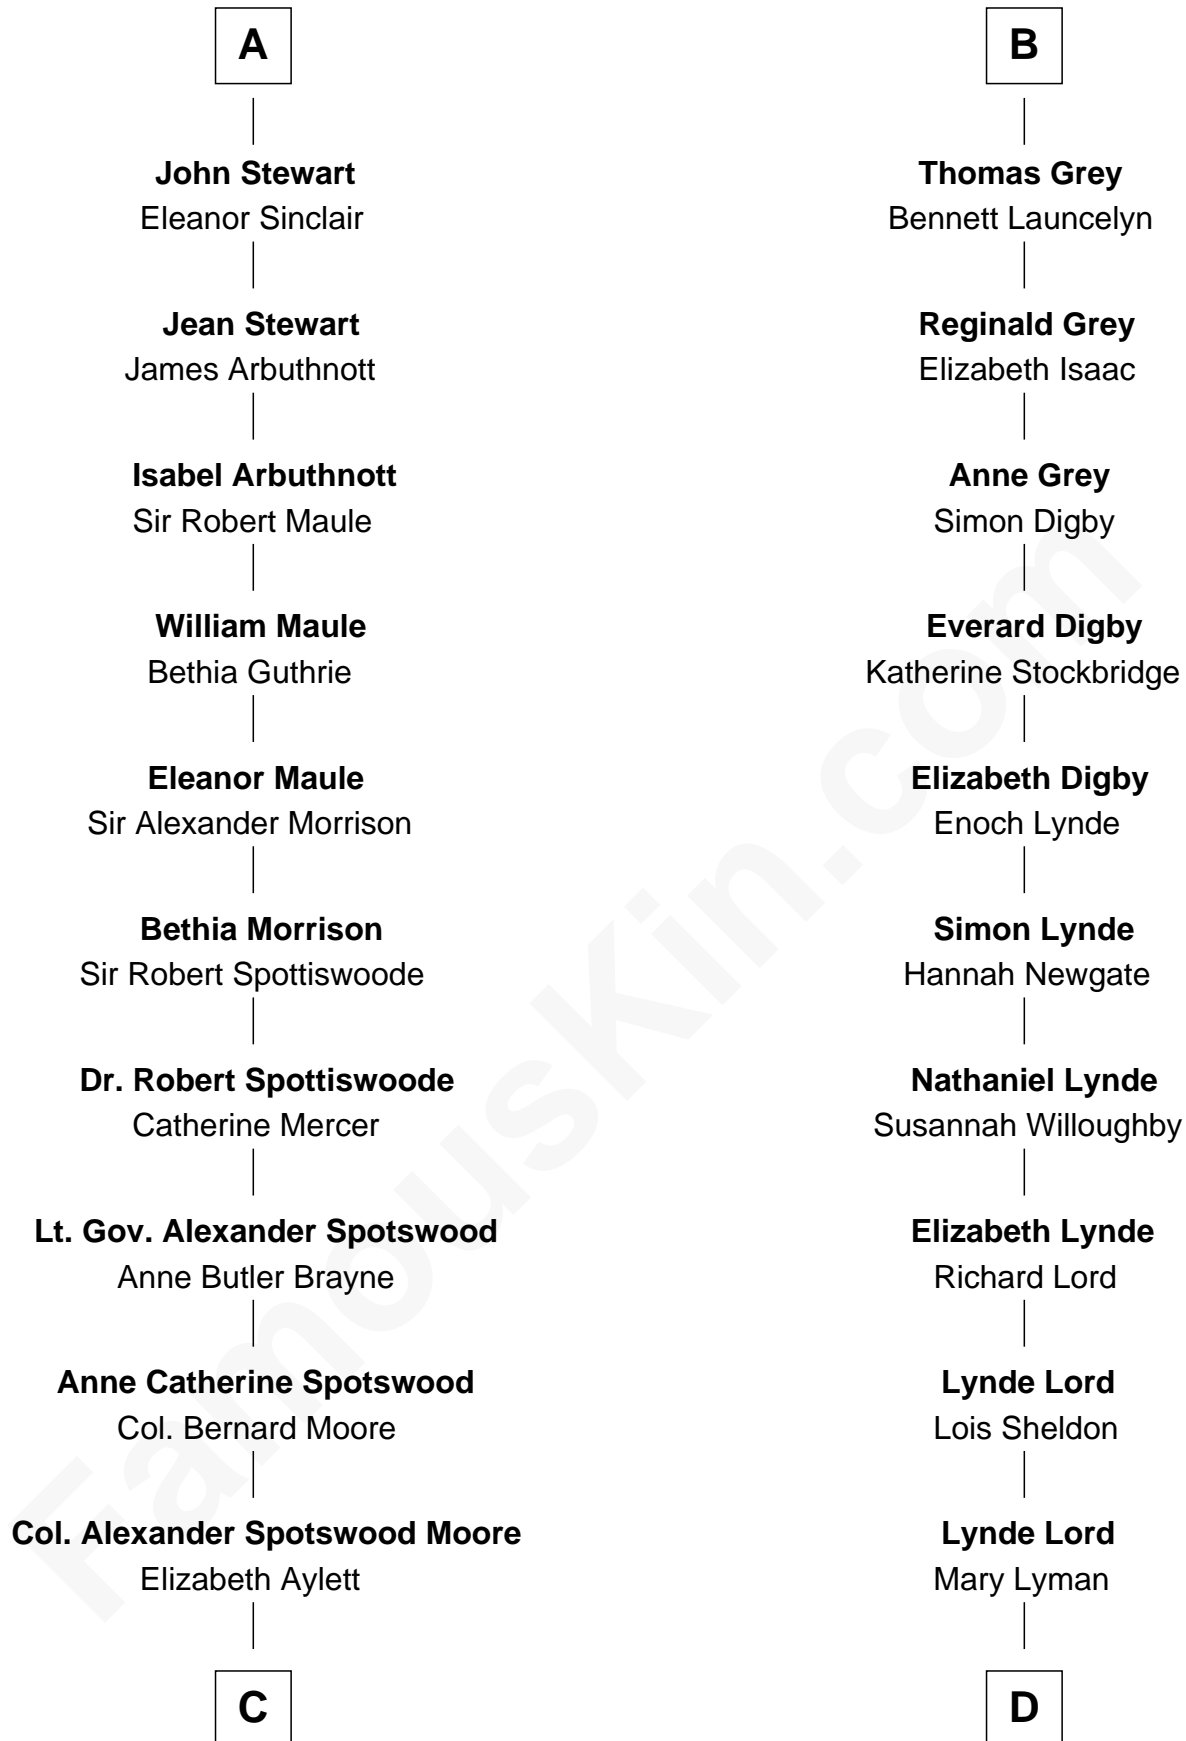 A
John Stewart
Eleanor Sinclair
Jean Stewart
James Arbuthnott
Isabel Arbuthnott
Sir Robert Maule
William Maule
Bethia Guthrie
Eleanor Maule
Sir Alexander Morrison
Bethia Morrison
Sir Robert Spottiswoode
Dr. Robert Spottiswoode
Catherine Mercer
Lt. Gov. Alexander Spotswood
Anne Butler Brayne
Anne Catherine Spotswood
Col. Bernard Moore
Col. Alexander Spotswood Moore
Elizabeth Aylett
C
B
Thomas Grey
Bennett Launcelyn
Reginald Grey
Elizabeth Isaac
Anne Grey
Simon Digby
Everard Digby
Katherine Stockbridge
Elizabeth Digby
Enoch Lynde
Simon Lynde
Hannah Newgate
Nathaniel Lynde
Susannah Willoughby
Elizabeth Lynde
Richard Lord
Lynde Lord
Lois Sheldon
Lynde Lord
Mary Lyman
D
FamousKin.com